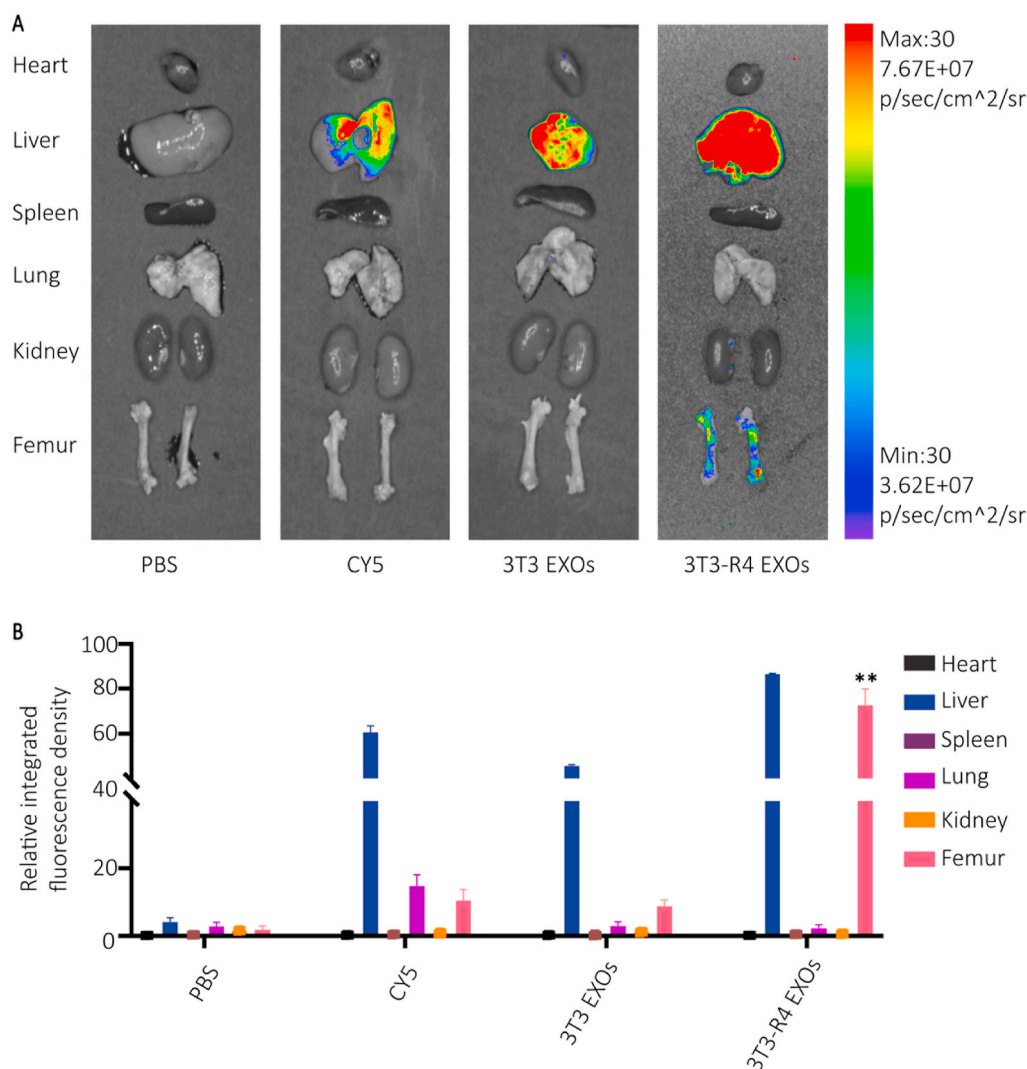 A
Heart
Liver
Spleen
Lung
Kidney
Femur
Max:30
7.67E+07
p/sec/cm^2/sr
Min:30
3.62E+07
p/sec/cm^2/sr
PBS
CY5
3T3 EXOs
3T3-R4 EXOs
B
Relative integrated
fluorescence density
100
80
60
40
20
0
**
PBS
CY5
3T3 EXOs
3T3-R4 EXOs
Heart
Liver
Spleen
Lung
Kidney
Femur